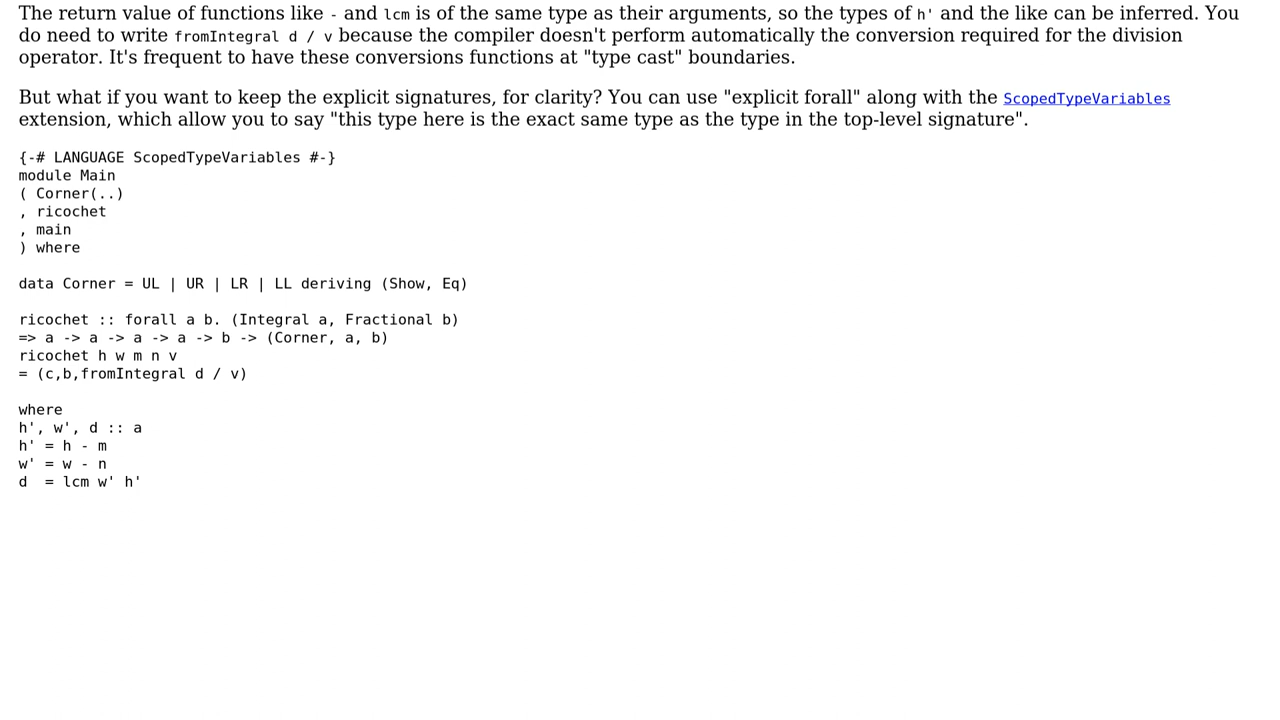 The return value of functions like - and lcm is of the same type as their arguments, so the types of h' and the like can be inferred. You
do need to write fromIntegral d / v because the compiler doesn't perform automatically the conversion required for the division
operator. It's frequent to have these conversions functions at "type cast" boundaries.
But what if you want to keep the explicit signatures, for clarity? You can use "explicit forall" along with the ScopedTypeVariables
extension, which allow you to say "this type here is the exact same type as the type in the top-level signature".
{-# LANGUAGE ScopedTypeVariables #-}
module Main
( Corner(..)
, ricochet
, main
) where
data Corner = UL | UR | LR | LL deriving (Show, Eq)
ricochet :: forall a b. (Integral a, Fractional b)
=> a -> a -> a -> a -> b -> (Corner, a, b)
ricochet h w m n v
= (c,b,fromIntegral d / v)
where
h', w', d :: a
h' = h - m
w' = w - n
d  = lcm w' h'